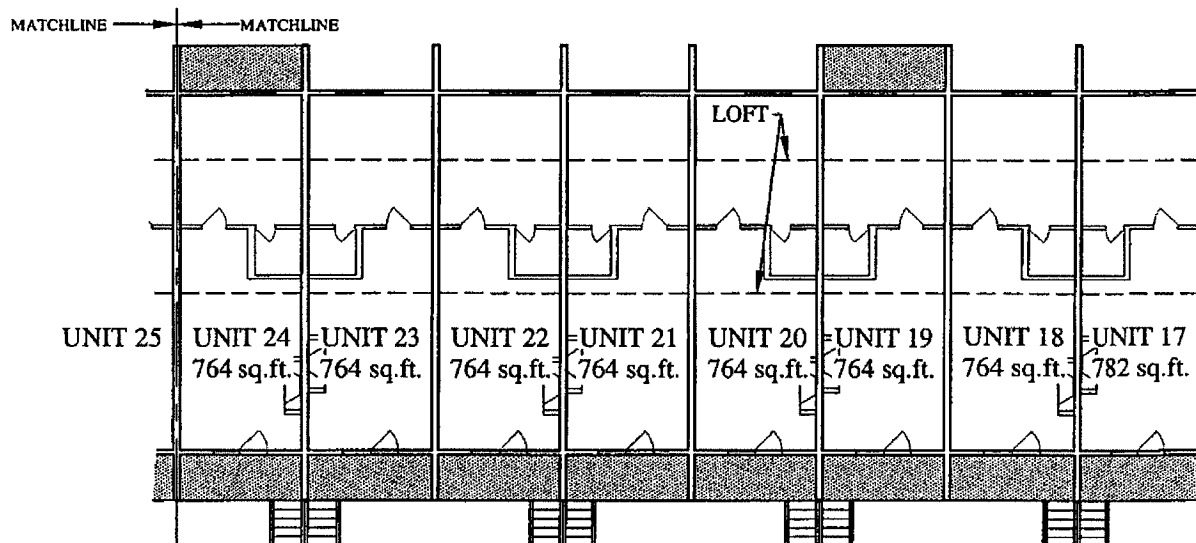 MATCHLINE MATCHLINE
LOFT
UNIT 25
UNIT 24
764 sq.ft.
UNIT 23
764 sq.ft.
UNIT 22
764 sq.ft.
UNIT 21
764 sq.ft.
UNIT 20
764 sq.ft.
UNIT 19
764 sq.ft.
UNIT 18
764 sq.ft.
UNIT 17
782 sq.ft.